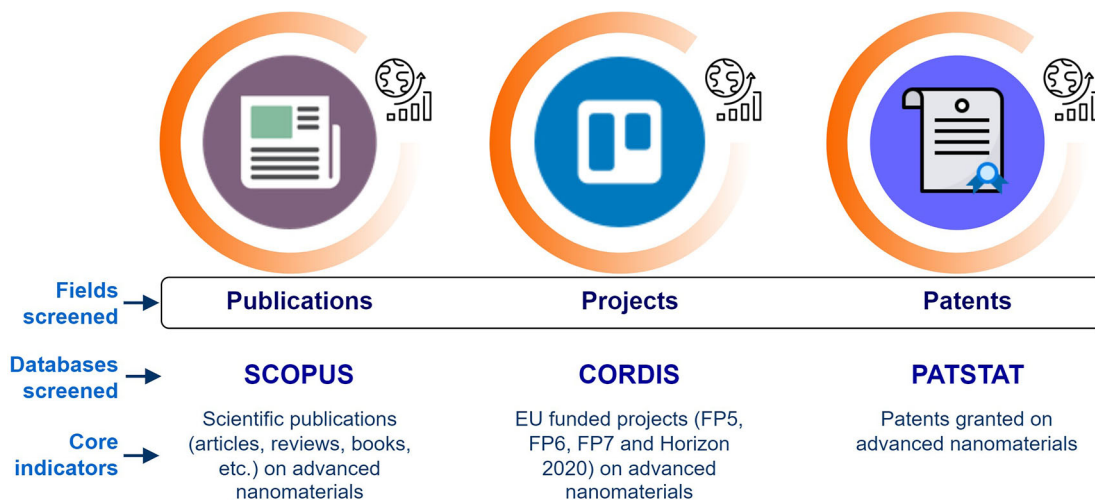 Fields
screened
Publications
Projects
Patents
Databases
screened
SCOPUS
CORDIS
PATSTAT
Core
indicators
Scientific publications
(articles, reviews, books,
etc.) on advanced
nanomaterials
EU funded projects (FP5,
FP6, FP7 and Horizon
2020) on advanced
nanomaterials
Patents granted on
advanced nanomaterials